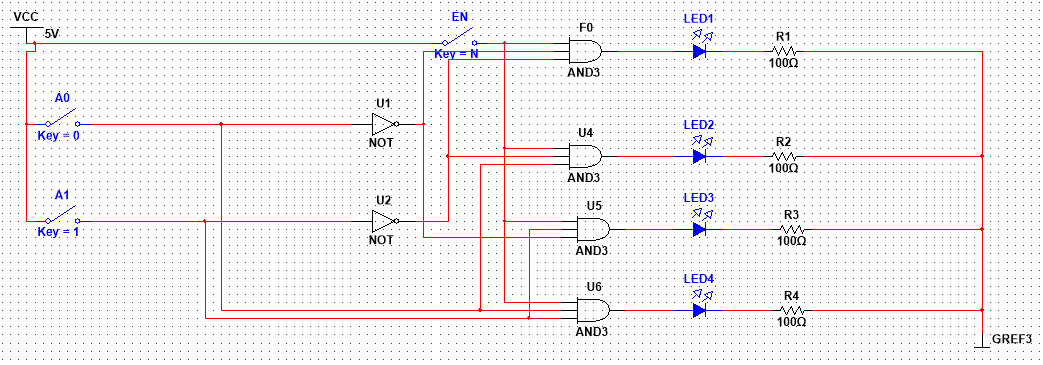 VCC
5V
EN
Key = N
F0
AND3
LED1
R1
100Ω
A0
Key = 0
U1
NOT
U4
AND3
LED2
R2
100Ω
A1
Key = 1
U2
NOT
U5
AND3
LED3
R3
100Ω
U6
AND3
LED4
R4
100Ω
GREF3